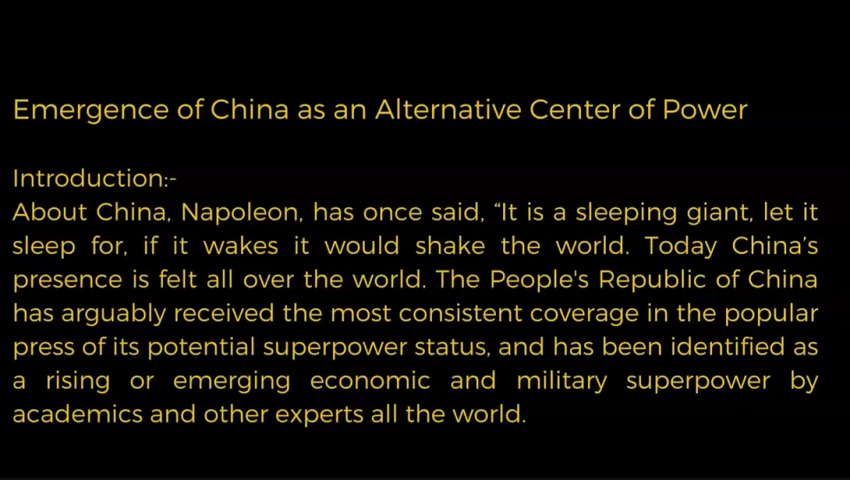 Emergence of China as an Alternative Center of Power
Introduction:-
About China, Napoleon, has once said, “It is a sleeping giant, let it
sleep for, if it wakes it would shake the world. Today China’s
presence is felt all over the world. The People's Republic of China
has arguably received the most consistent coverage in the popular
press of its potential superpower status, and has been identified as
a rising or emerging economic and military superpower by
academics and other experts all the world.